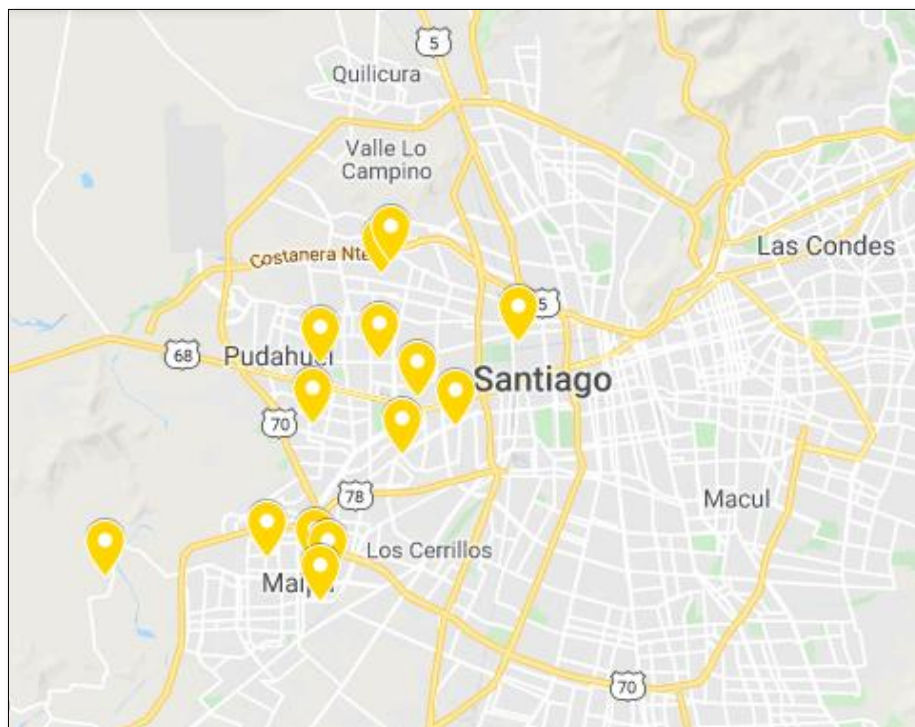 5
Quilicura
Valle Lo
Campino
Costanera Nte
Las Condes
5
68
Pudahuel
Santiago
70
78
Macul
Los Cerrillos
Maip
70